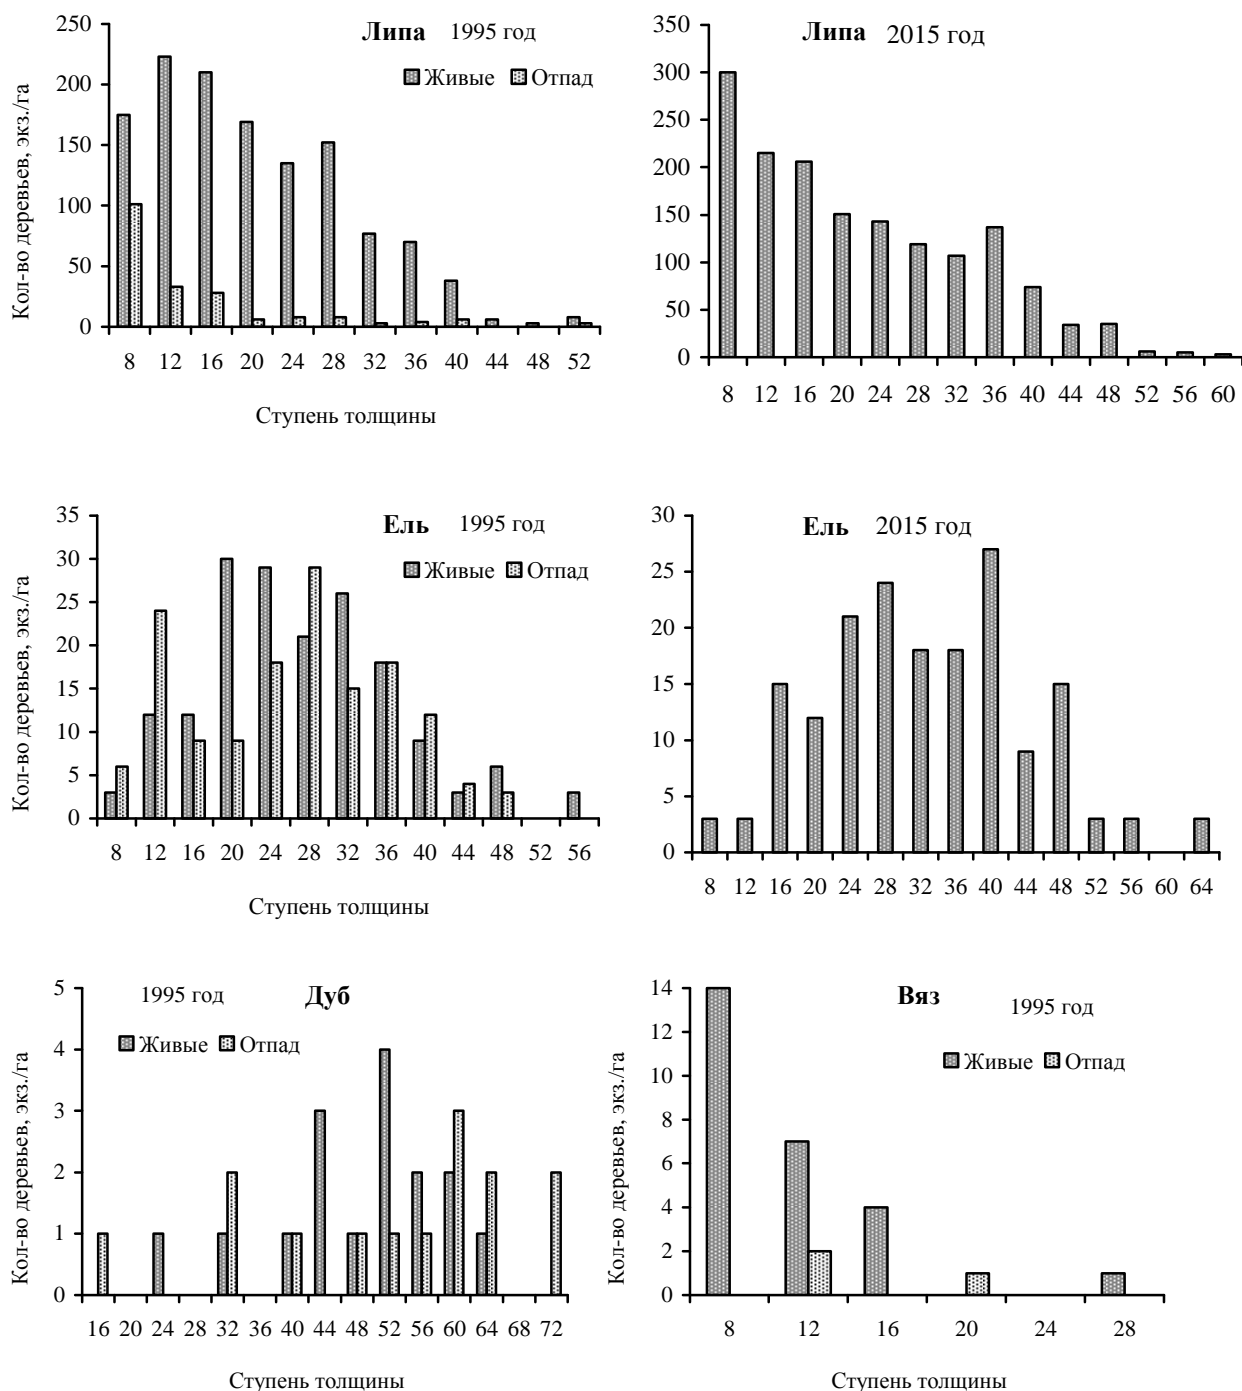 Липа 1995 год
Живые Отпад
Кол-во деревьев, экз./га
250
200
150
100
50
0
8 12 16 20 24 28 32 36 40 44 48 52
Ступень толщины
Липа 2015 год
350
300
250
200
150
100
50
0
8 12 16 20 24 28 32 36 40 44 48 52 56 60
Ель 1995 год
Живые Отпад
Кол-во деревьев, экз./га
35
30
25
20
15
10
5
0
8 12 16 20 24 28 32 36 40 44 48 52 56
Ступень толщины
Ель 2015 год
30
25
20
15
10
5
0
8 12 16 20 24 28 32 36 40 44 48 52 56 60 64
1995 год Дуб
Живые Отпад
Кол-во деревьев, экз./га
5
4
3
2
1
0
16 20 24 28 32 36 40 44 48 52 56 60 64 68 72
Ступень толщины
Вяз 1995 год
Живые Отпад
Кол-во деревьев, экз./га
14
12
10
8
6
4
2
0
8 12 16 20 24 28
Ступень толщины